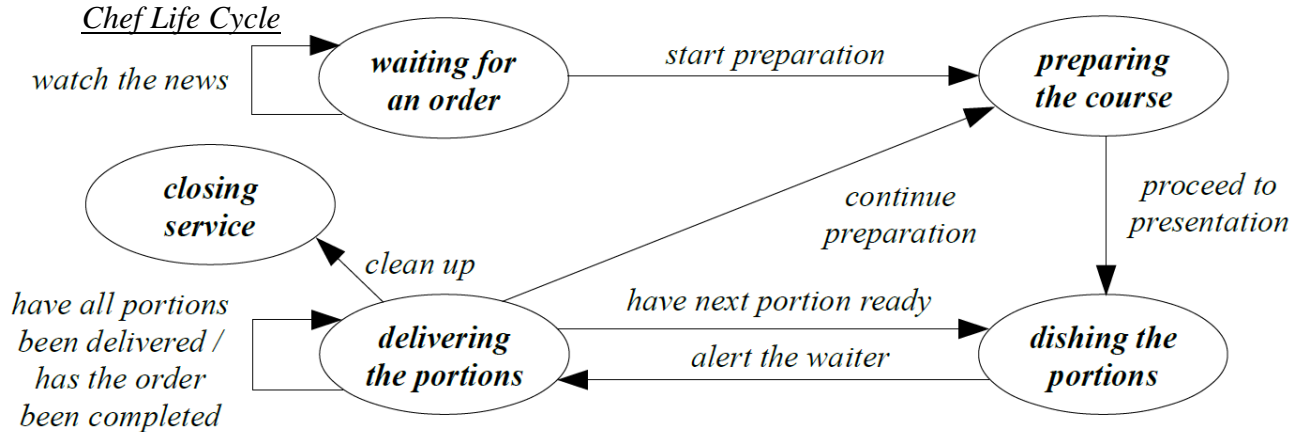 Chef Life Cycle
watch the news
waiting for
an order
start preparation
preparing
the course
closing
service
continue
preparation
proceed to
presentation
clean up
have all portions
been delivered /
has the order
been completed
delivering
the portions
have next portion ready
alert the waiter
dishing the
portions